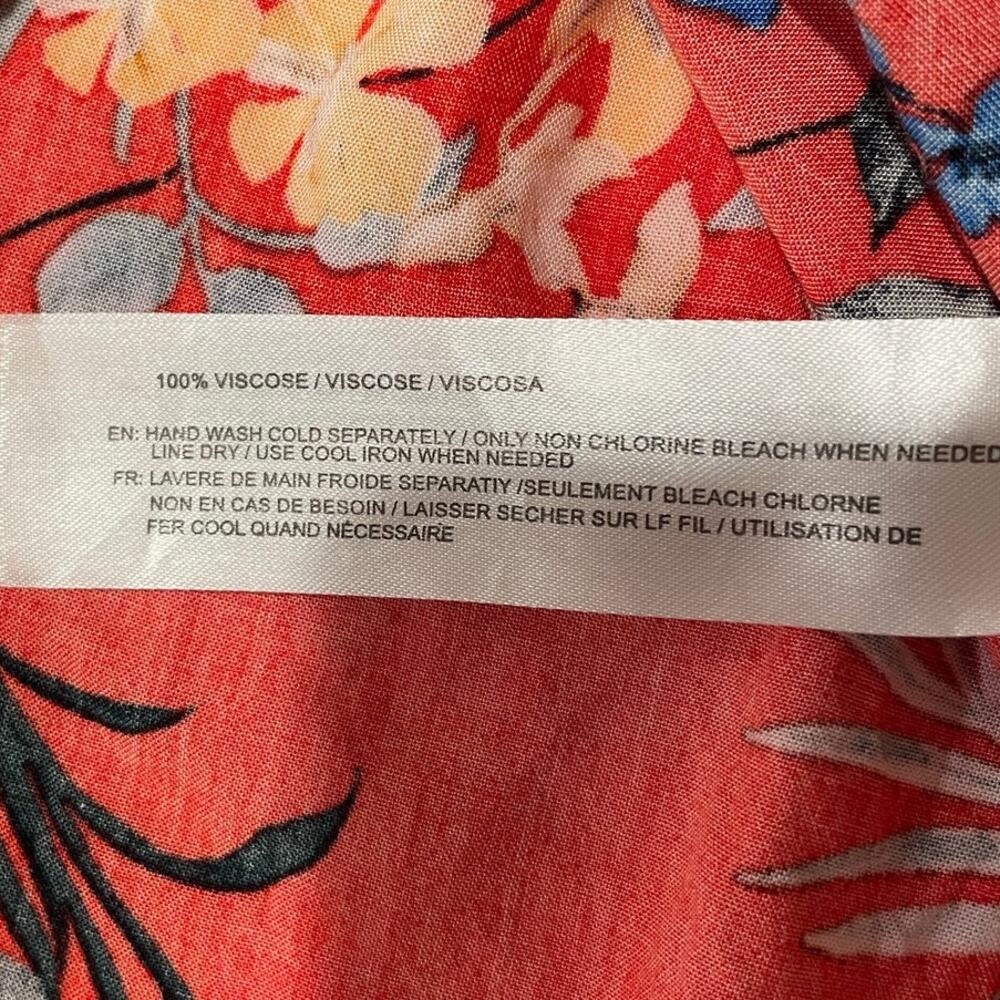 100% VISCOSE / VISCOSE / VISCOSA
EN: HAND WASH COLD SEPARATELY / ONLY NON CHLORINE BLEACH WHEN NEEDED
LINE DRY / USE COOL IRON WHEN NEEDED
FR: LAVERE DE MAIN FROIDE SEPARATIY /SEULEMENT BLEACH CHLORNE
NON EN CAS DE BESOIN / LAISSER SECHER SUR LF FIL / UTILISATION DE
FER COOL QUAND NÉCESSAIRE